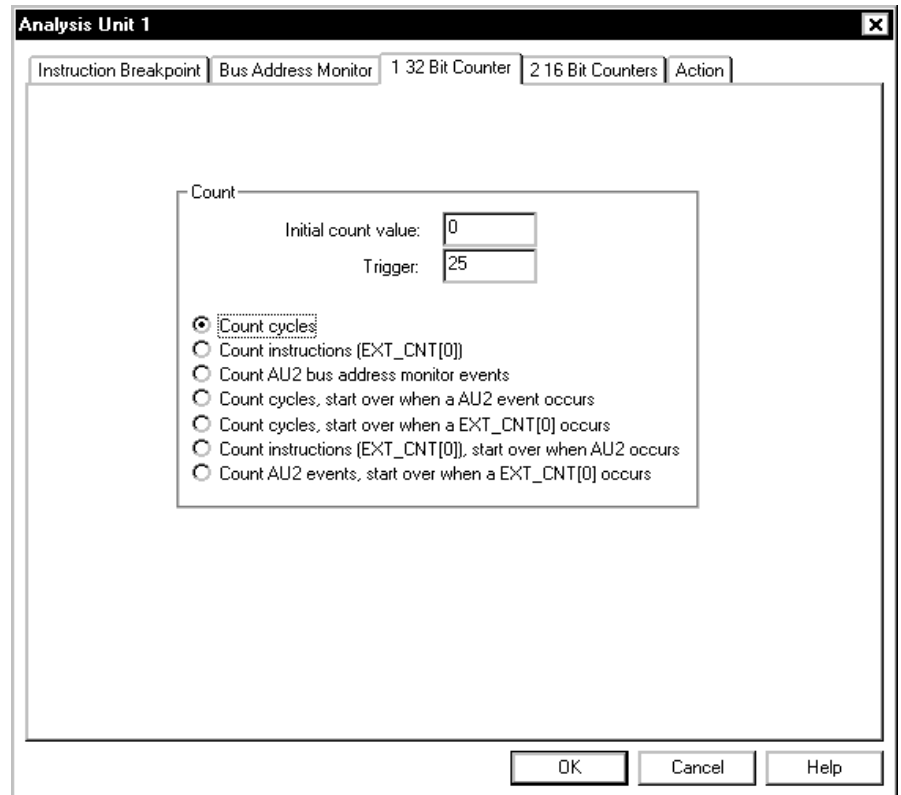 Analysis Unit 1
Instruction Breakpoint Bus Address Monitor 1 32 Bit Counter 2 16 Bit Counters Action
Count
Initial count value: 0
Trigger: 25
Count cycles
Count instructions (EXT_CNT[0])
Count AU2 bus address monitor events
Count cycles, start over when a AU2 event occurs
Count cycles, start over when a EXT_CNT[0] occurs
Count instructions (EXT_CNT[0]), start over when AU2 occurs
Count AU2 events, start over when a EXT_CNT[0] occurs
OK Cancel Help